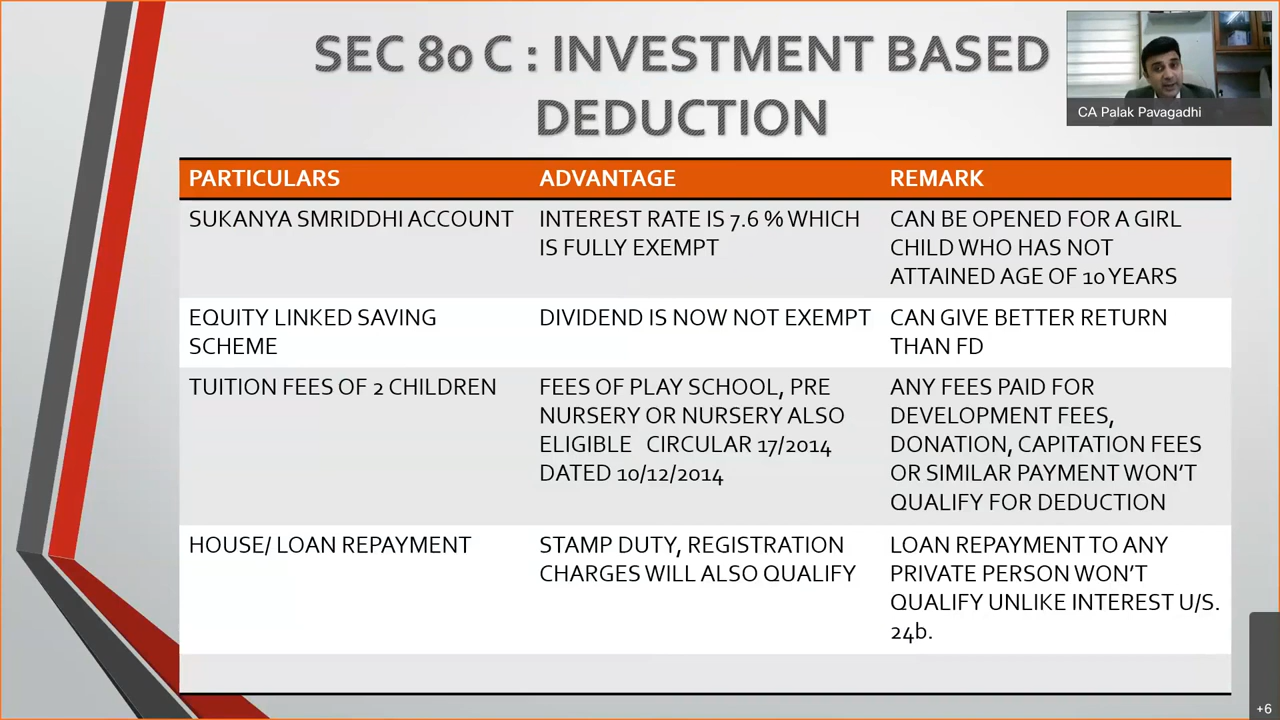 SEC 80 C : INVESTMENT BASED
DEDUCTION
CA Palak Pavagadhi
PARTICULARS
ADVANTAGE
REMARK
SUKANYA SMRIDDHI ACCOUNT
INTEREST RATE IS 7.6 % WHICH
IS FULLY EXEMPT
CAN BE OPENED FOR A GIRL
CHILD WHO HAS NOT
ATTAINED AGE OF 10 YEARS
EQUITY LINKED SAVING
SCHEME
DIVIDEND IS NOW NOT EXEMPT
CAN GIVE BETTER RETURN
THAN FD
TUITION FEES OF 2 CHILDREN
FEES OF PLAY SCHOOL, PRE
NURSERY OR NURSERY ALSO
ELIGIBLE CIRCULAR 17/2014
DATED 10/12/2014
ANY FEES PAID FOR
DEVELOPMENT FEES,
DONATION, CAPITATION FEES
OR SIMILAR PAYMENT WON'T
QUALIFY FOR DEDUCTION
HOUSE/ LOAN REPAYMENT
STAMP DUTY, REGISTRATION
CHARGES WILL ALSO QUALIFY
LOAN REPAYMENT TO ANY
PRIVATE PERSON WON'T
QUALIFY UNLIKE INTEREST U/S.
24b.
+6